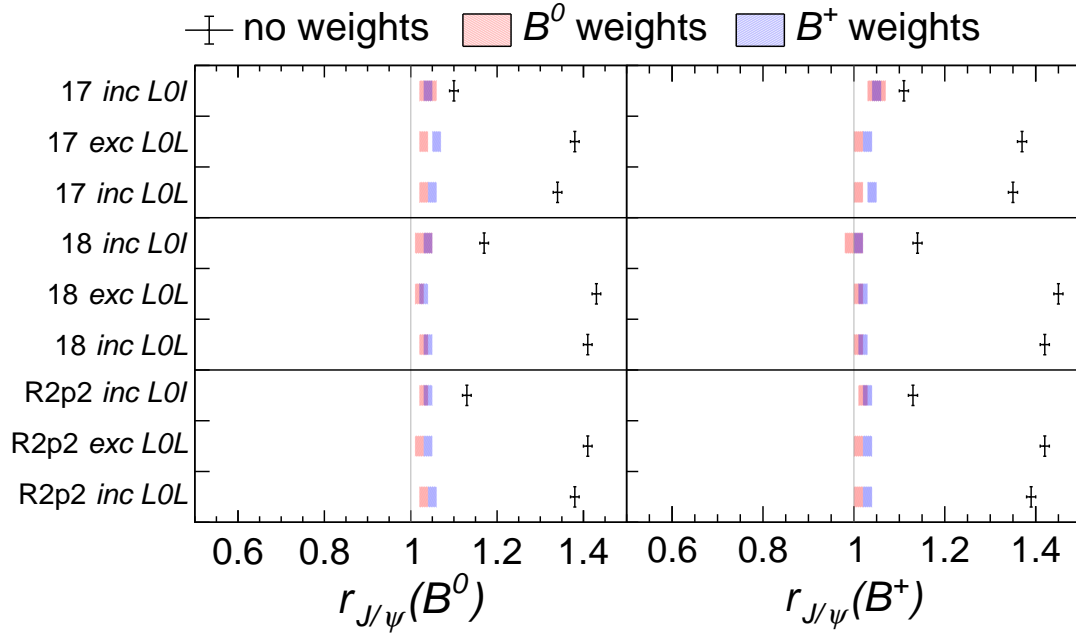 no weights B⁰ weights B⁺ weights
17 inc L0I
17 exc L0L
17 inc L0L
18 inc L0I
18 exc L0L
18 inc L0L
R2p2 inc L0I
R2p2 exc L0L
R2p2 inc L0L
0.6 0.8 1 1.2 1.4 0.6 0.8 1 1.2 1.4
r_{J/ψ}(B⁰) r_{J/ψ}(B⁺)